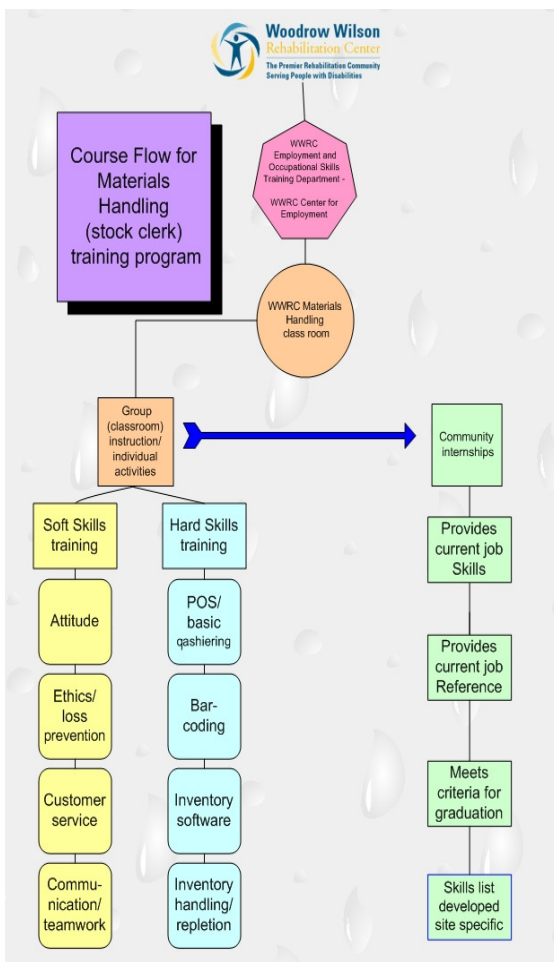 Woodrow Wilson
Rehabilitation Center
The Premier Rehabilitation Community
Serving People with Disabilities
Course Flow for
Materials
Handling
(stock clerk)
training program
WWRC
Employment and
Occupational Skills
Training Department -
WWRC Center for
Employment
WWRC Materials
Handling
class room
Group
(classroom)
instruction/
individual
activities
Community
internships
Soft Skills
training
Attitude
Ethics/
loss
prevention
Customer
service
Commu-
nication/
teamwork
Hard Skills
training
POS/
basic
qashiering
Bar-
coding
Inventory
software
Inventory
handling/
repletion
Provides
current job
Skills
Provides
current job
Reference
Meets
criteria for
graduation
Skills list
developed
site specific